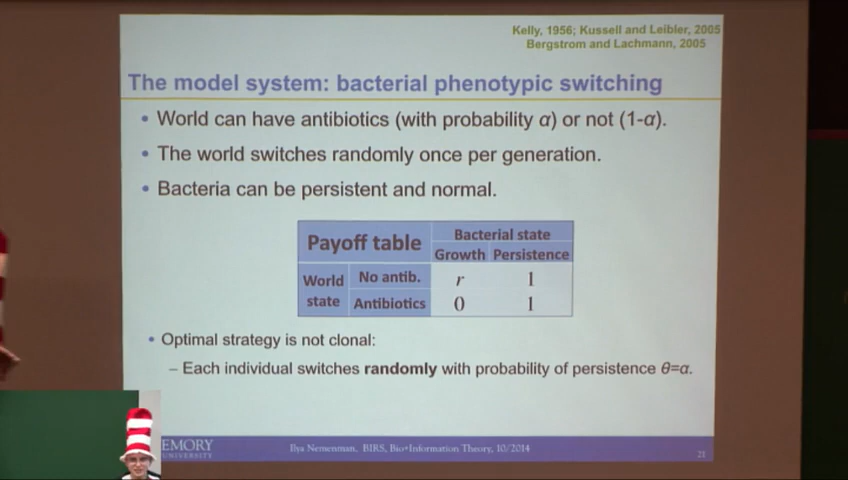 Kelly, 1956; Kussell and Leibler, 2005
Bergstrom and Lachmann, 2005
The model system: bacterial phenotypic switching
• World can have antibiotics (with probability α) or not (1-α).
• The world switches randomly once per generation.
• Bacteria can be persistent and normal.
Payoff table
Bacterial state
Growth Persistence
World state
No antib. r 1
Antibiotics 0 1
• Optimal strategy is not clonal:
– Each individual switches randomly with probability of persistence θ=α.
EMORY
UNIVERSITY
Ilya Nemenman, BIRS, Bio+Information Theory, 10/2014
21